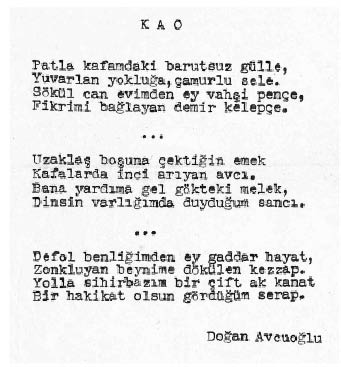 K A O
Patla kafamdaki barutsuz gülle,
Yuvarlan yokluğa, çamurlu sele.
Sökül can evimden ey vahşi pençe,
Fikrimi bağlayan demir kelepçe.
...
Uzaklaş boşuna çektiğin emek
Kafalarda inci arıyan avcı.
Bana yardıma gel gökteki melek,
Dinsin varlığımda duyduğum sancı.
...
Defol benliğimden ey gaddar hayat,
Zonkluyan beynime dökülen kezzap.
Yolla sihirbazım bir çift ak kanat
Bir hakikat olsun gördüğüm serap.
Doğan Avcuoğlu